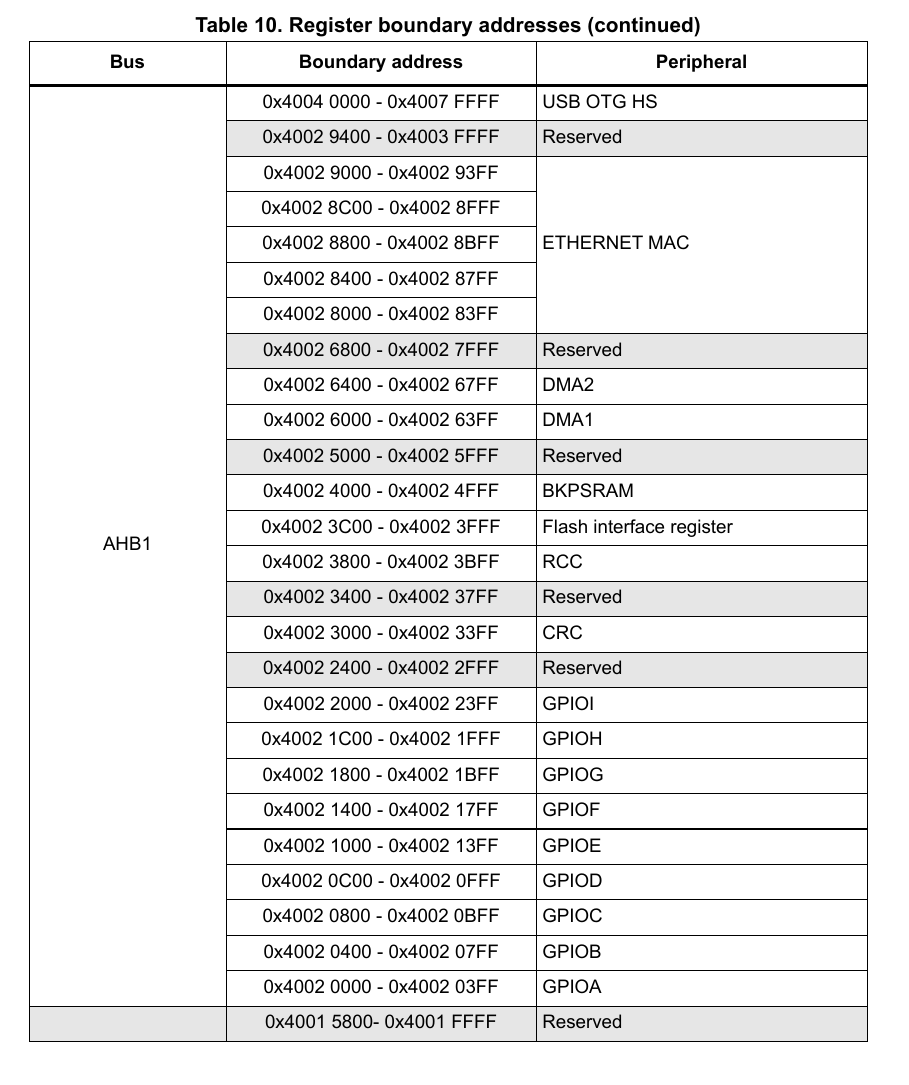 Table 10. Register boundary addresses (continued)
Bus Boundary address Peripheral
0x4004 0000 - 0x4007 FFFF USB OTG HS
0x4002 9400 - 0x4003 FFFF Reserved
0x4002 9000 - 0x4002 93FF
0x4002 8C00 - 0x4002 8FFF
0x4002 8800 - 0x4002 8BFF ETHERNET MAC
0x4002 8400 - 0x4002 87FF
0x4002 8000 - 0x4002 83FF
0x4002 6800 - 0x4002 7FFF Reserved
0x4002 6400 - 0x4002 67FF DMA2
0x4002 6000 - 0x4002 63FF DMA1
0x4002 5000 - 0x4002 5FFF Reserved
0x4002 4000 - 0x4002 4FFF BKPSRAM
0x4002 3C00 - 0x4002 3FFF Flash interface register
AHB1
0x4002 3800 - 0x4002 3BFF RCC
0x4002 3400 - 0x4002 37FF Reserved
0x4002 3000 - 0x4002 33FF CRC
0x4002 2400 - 0x4002 2FFF Reserved
0x4002 2000 - 0x4002 23FF GPIOI
0x4002 1C00 - 0x4002 1FFF GPIOH
0x4002 1800 - 0x4002 1BFF GPIOG
0x4002 1400 - 0x4002 17FF GPIOF
0x4002 1000 - 0x4002 13FF GPIOE
0x4002 0C00 - 0x4002 0FFF GPIOD
0x4002 0800 - 0x4002 0BFF GPIOC
0x4002 0400 - 0x4002 07FF GPIOB
0x4002 0000 - 0x4002 03FF GPIOA
0x4001 5800- 0x4001 FFFF Reserved